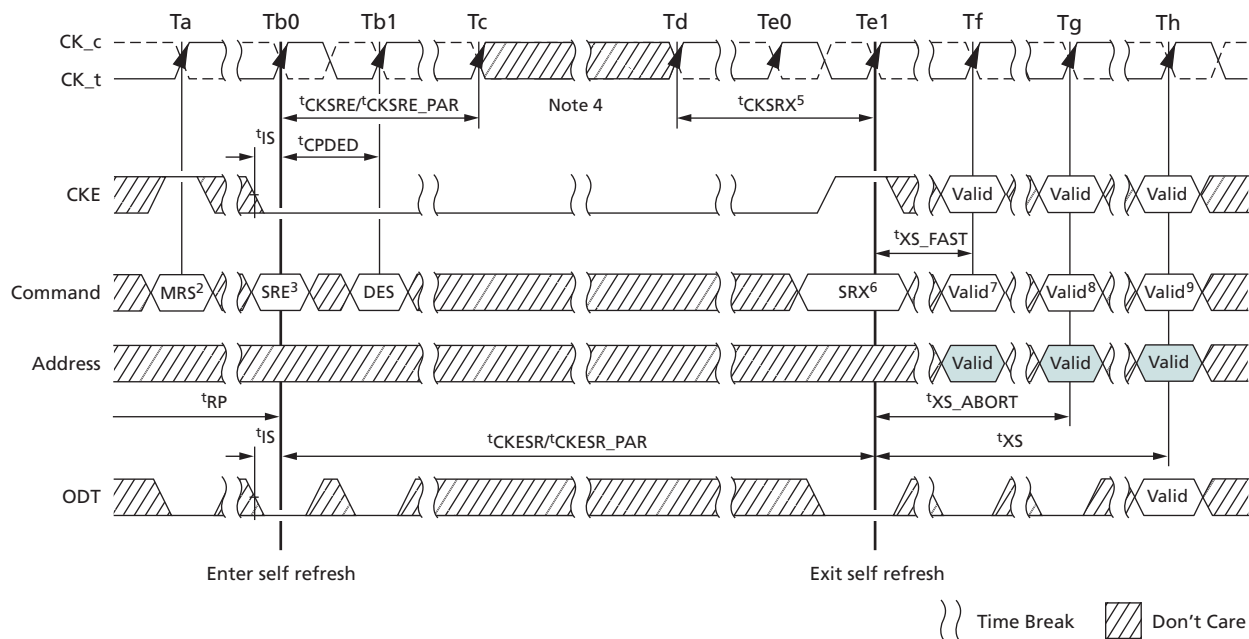 Ta Tb0 Tb1 Tc Td Te0 Te1 Tf Tg Th
CK_c
CK_t
tCKSRE/tCKSRE_PAR Note 4 tCKSRX5
tIS
tCPDED
CKE Valid Valid Valid
tXS_FAST
Command MRS2 SRE3 DES SRX6 Valid7 Valid8 Valid9
Address Valid Valid Valid
tRP tXS_ABORT
tIS tCKESR/tCKESR_PAR tXS
ODT Valid
Enter self refresh Exit self refresh
Time Break Don't Care